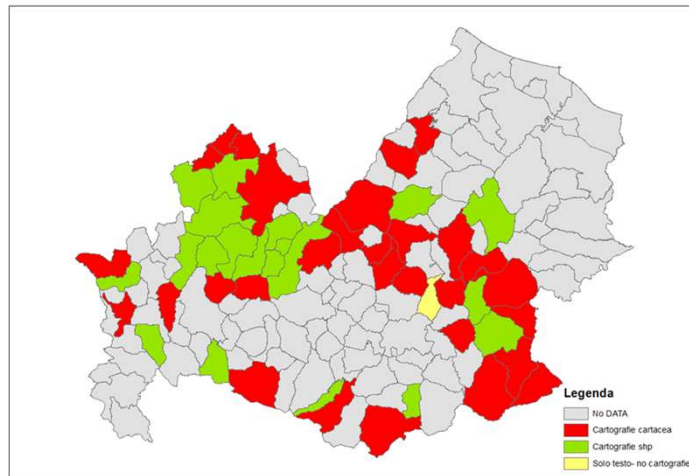 Legenda
No DATA
Cartografie cartacea
Cartografie shp
Solo testo- no cartografie